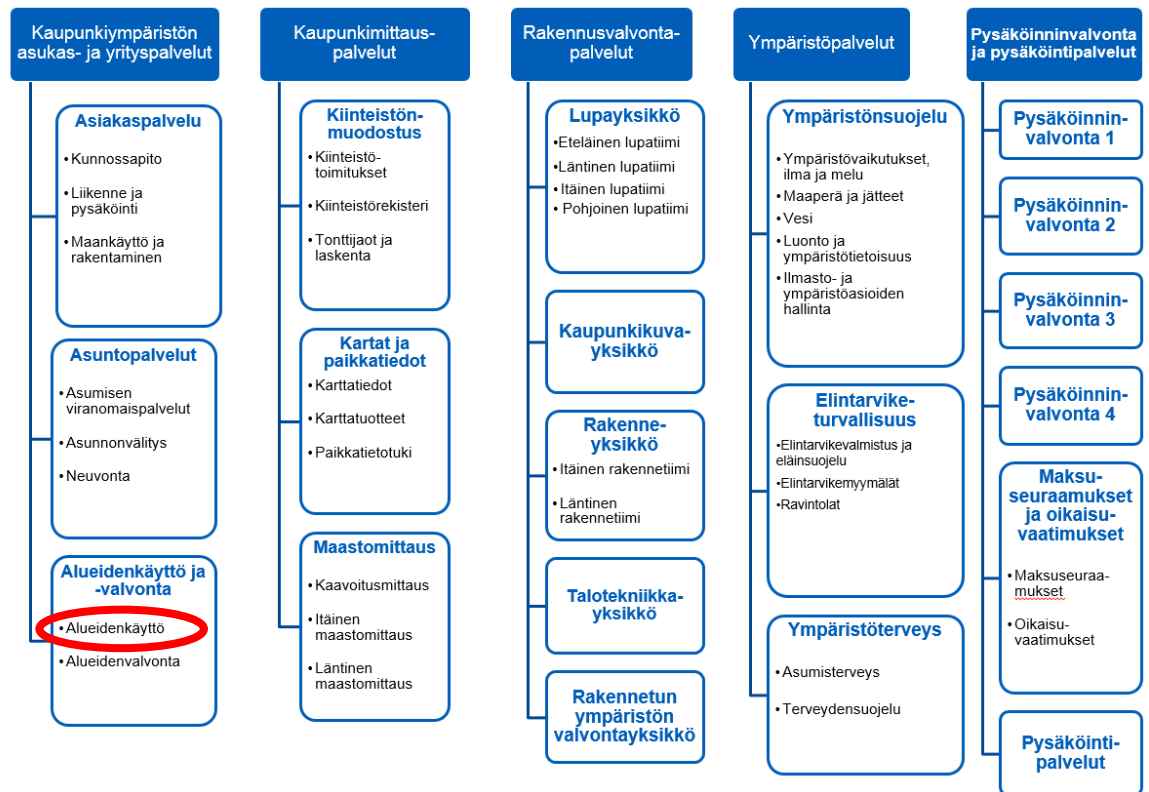 Kaupunkiympäristön
asukas- ja yrityspalvelut
Asiakaspalvelu
• Kunnossapito
• Liikenne ja
pysäköinti
• Maankäyttö ja
rakentaminen
Asuntopalvelut
• Asumisen
viranomaispalvelut
• Asunnonvälitys
• Neuvonta
Alueidenkäyttö ja
-valvonta
• Alueidenkäyttö
• Alueidenvalvonta
Kaupunkimittaus-
palvelut
Kiinteistön-
muodostus
• Kiinteistö-
toimitukset
• Kiinteistörekisteri
• Tonttijaot ja
laskenta
Kartat ja
paikkatiedot
• Karttatiedot
• Karttatuotteet
• Paikkatietotuki
Maastomittaus
• Kaavoitusmittaus
• Itäinen
maastomittaus
• Läntinen
maastomittaus
Rakennusvalvonta-
palvelut
Lupayksikkö
• Eteläinen lupatiimi
• Läntinen lupatiimi
• Itäinen lupatiimi
• Pohjoinen lupatiimi
Kaupunkikuva-
yksikkö
Rakenne-
yksikkö
• Itäinen rakennetiimi
• Läntinen
rakennetiimi
Talotekniikka-
yksikkö
Rakennetun
ympäristön
valvontayksikkö
Ympäristöpalvelut
Ympäristönsuojelu
• Ympäristövaikutukset,
ilma ja melu
• Maaperä ja jätteet
• Vesi
• Luonto ja
ympäristötietoisuus
• Ilmasto- ja
ympäristöasioiden
hallinta
Elintarvike-
turvallisuus
• Elintarvikevalmistus ja
eläinsuojelu
• Elintarvikemyymälät
• Ravintolat
Ympäristöterveys
• Asumisterveys
• Terveydensuojelu
Pysäköinninvalvonta
ja pysäköintipalvelut
Pysäköinnin-
valvonta 1
Pysäköinnin-
valvonta 2
Pysäköinnin-
valvonta 3
Pysäköinnin-
valvonta 4
Maksu-
seuraamukset
ja oikaisu-
vaatimukset
• Maksuseuraa-
mukset
• Oikaisu-
vaatimukset
Pysäköinti-
palvelut